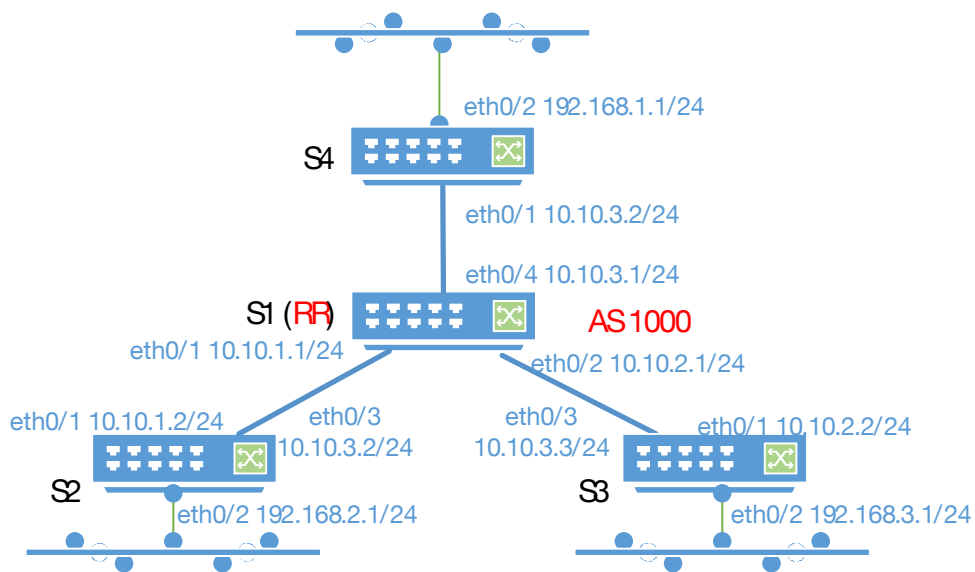 eth0/2 192.168.1.1/24
S4
eth0/1 10.10.3.2/24
eth0/4 10.10.3.1/24
S1 (RR)
AS 1000
eth0/1 10.10.1.1/24
eth0/2 10.10.2.1/24
eth0/1 10.10.1.2/24
eth0/3
10.10.3.2/24
eth0/3
10.10.3.3/24
eth0/1 10.10.2.2/24
S2
S3
eth0/2 192.168.2.1/24
eth0/2 192.168.3.1/24